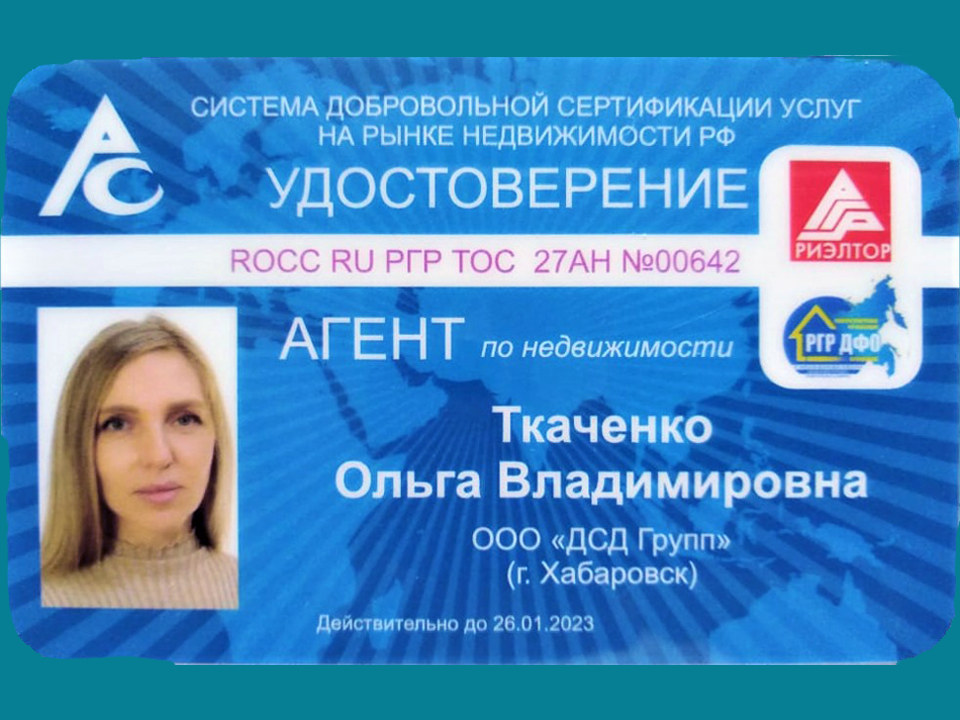 СИСТЕМА ДОБРОВОЛЬНОЙ СЕРТИФИКАЦИИ УСЛУГ
НА РЫНКЕ НЕДВИЖИМОСТИ РФ
УДОСТОВЕРЕНИЕ
РИЭЛТОР
ROCC RU РГР ТОС 27АН №00642
АГЕНТ по недвижимости
РГР ДФО
Ткаченко
Ольга Владимировна
ООО «ДСД Групп»
(г. Хабаровск)
Действительно до 26.01.2023